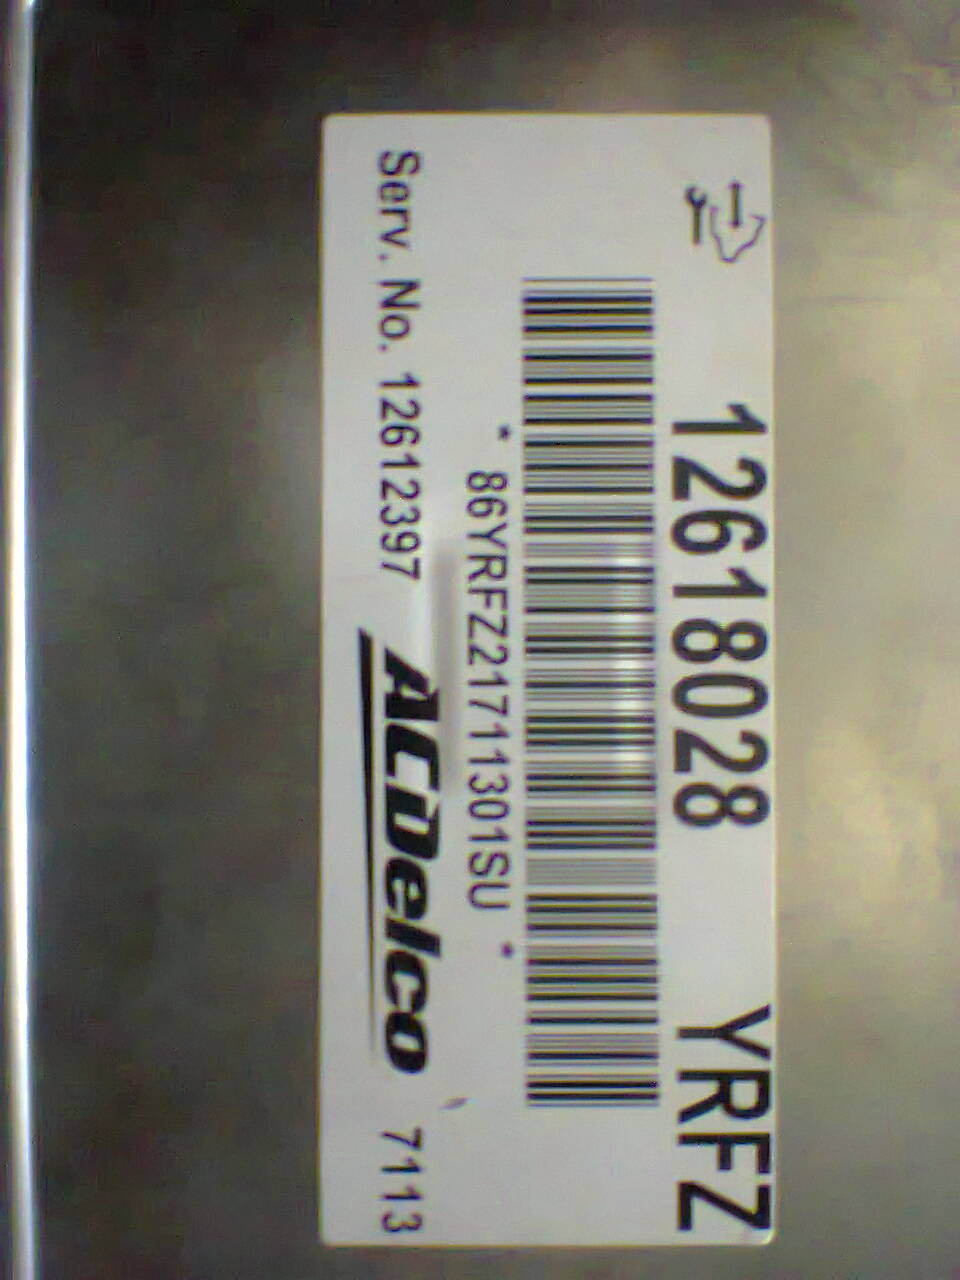 12618028 YRFZ
* 86YRFZ21711301SU *
Serv. No. 12612397 ACDelco 7113